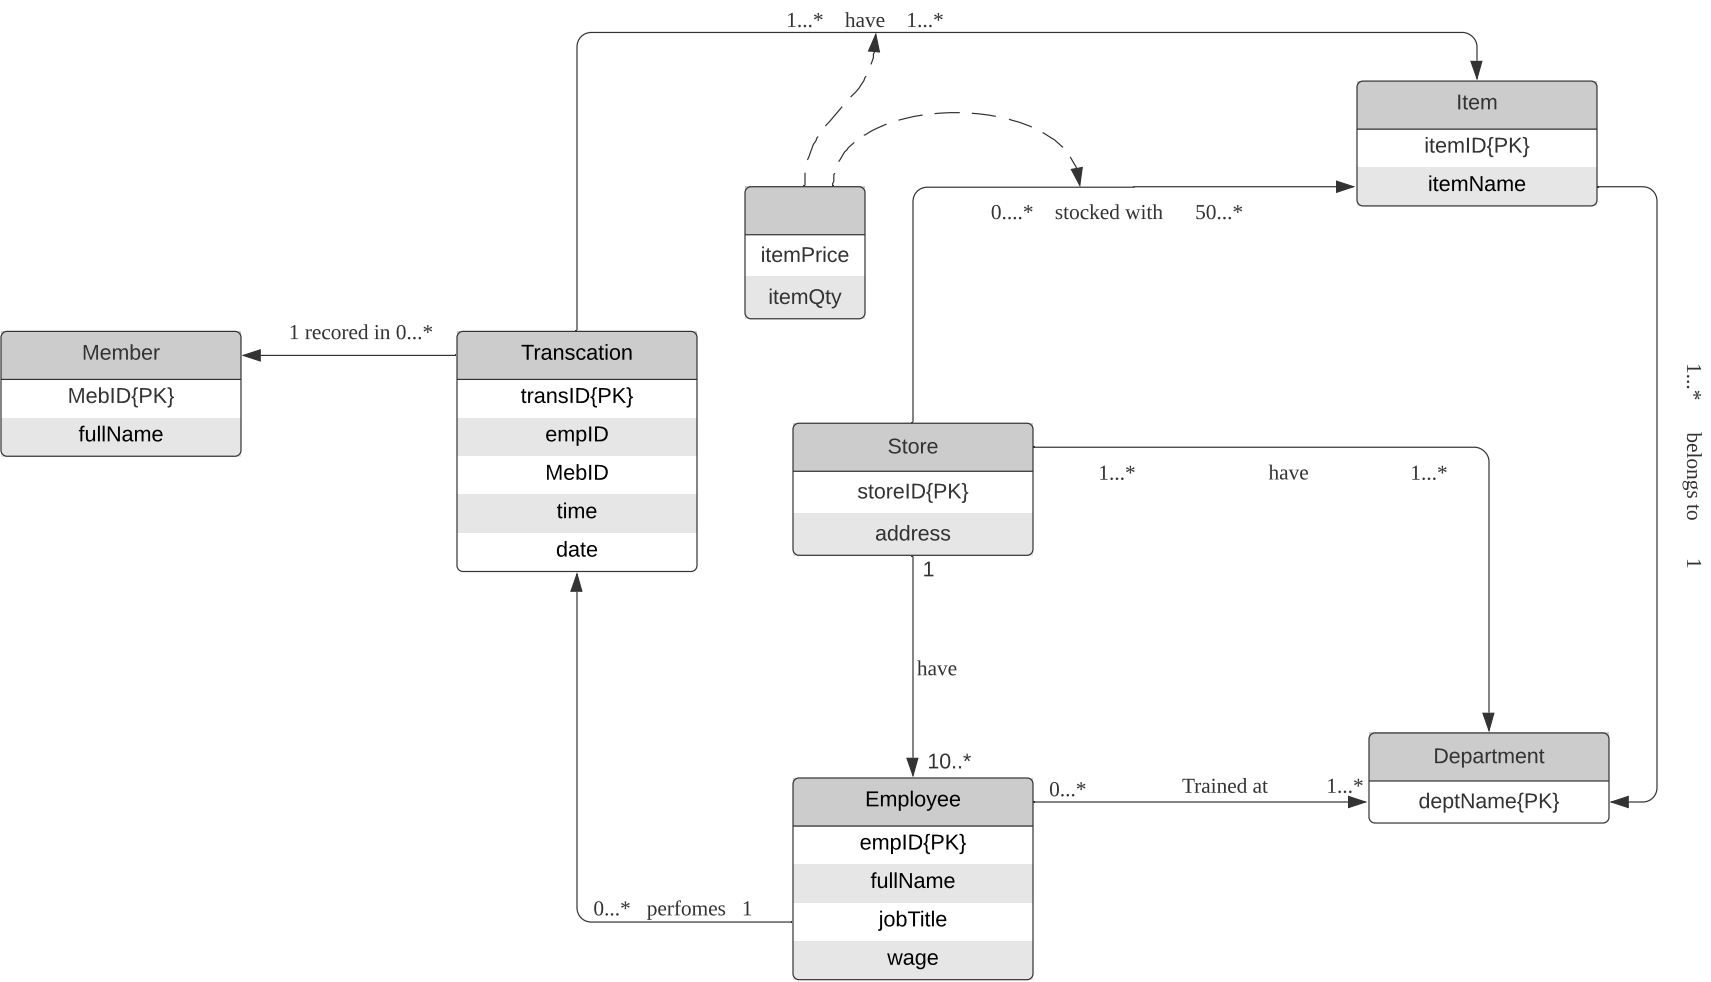 1...* have 1...*
Item
itemID{PK}
itemName
0....* stocked with 50...*
itemPrice
itemQty
1 recored in 0...*
Member
MebID{PK}
fullName
Transcation
transID{PK}
empID
MebID
time
date
Store
storeID{PK}
address
1...* have 1...*
1...* belongs to 1
1
have
10..*
Department
deptName{PK}
0...* Trained at 1...*
Employee
empID{PK}
fullName
jobTitle
wage
0...* perfomes 1